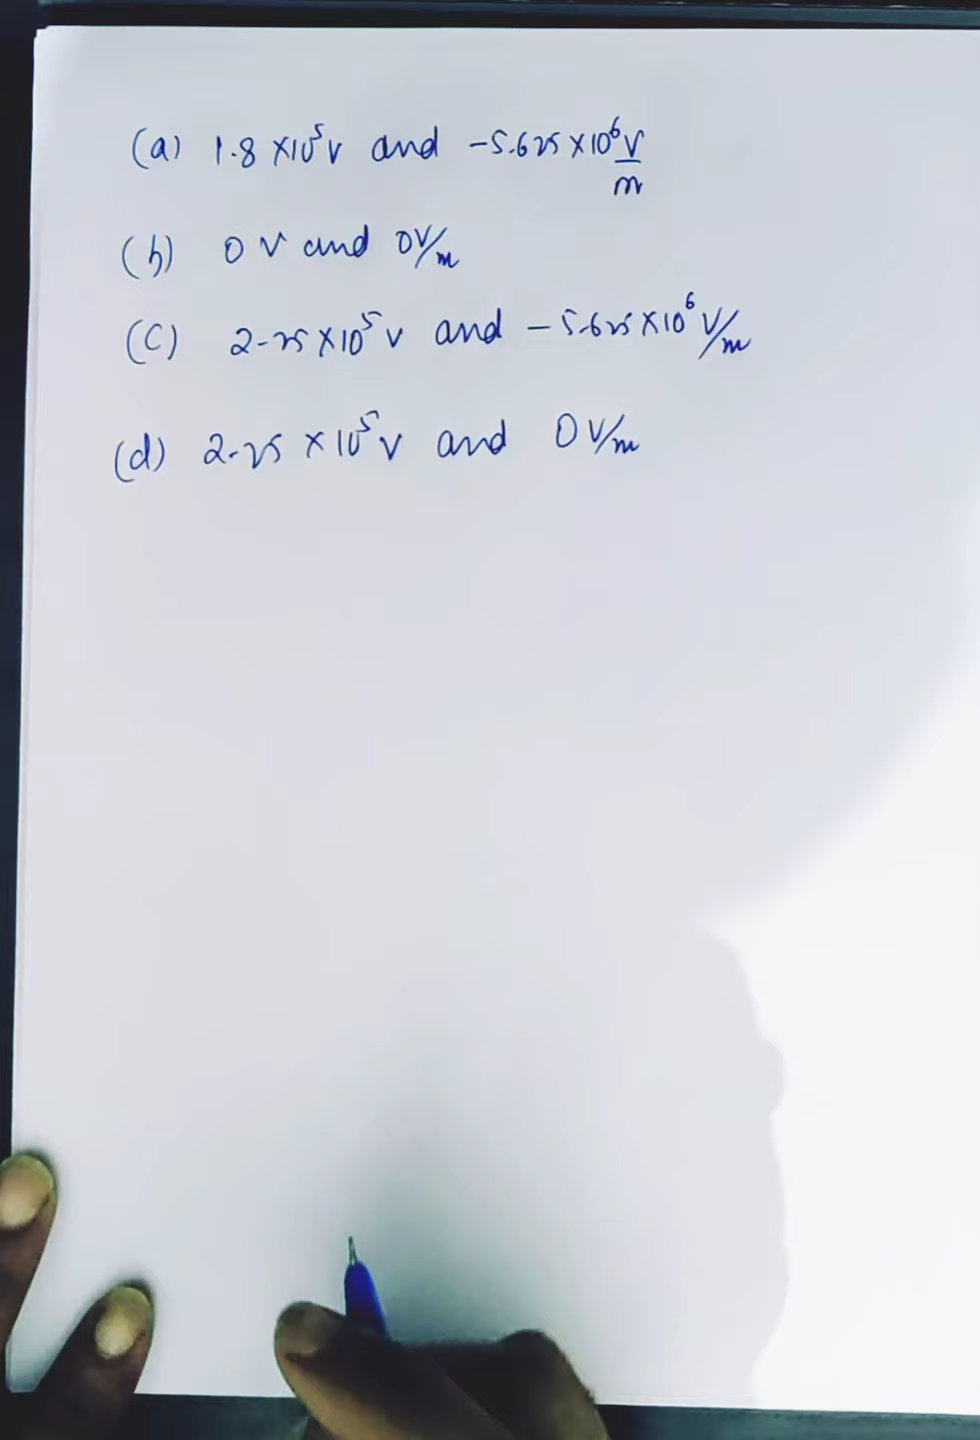 (a) 1.8 ×10⁵ V and -5.625 ×10⁶ V/m
(b) 0 V and 0 V/m
(C) 2.25 ×10⁵ V and -5.625 ×10⁶ V/m
(d) 2.25 ×10⁵ V and 0 V/m